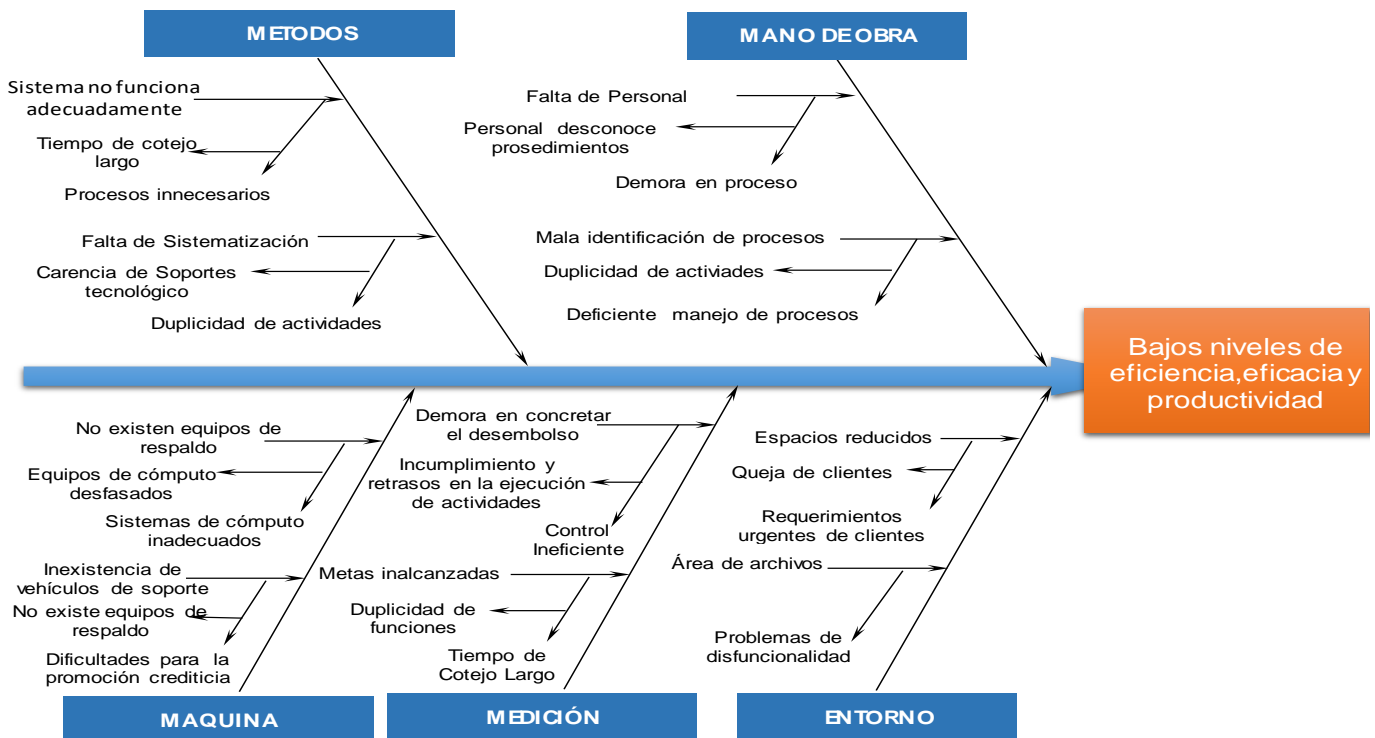 METODOS
MANO DE OBRA
Sistema no funciona
adecuadamente
Tiempo de cotejo
largo
Procesos innecesarios
Falta de Sistematización
Carencia de Soportes
tecnológico
Duplicidad de actividades
Falta de Personal
Personal desconoce
prosedimientos
Demora en proceso
Mala identificación de procesos
Duplicidad de activiades
Deficiente manejo de procesos
Bajos niveles de
eficiencia,eficacia y
productividad
No existen equipos de
respaldo
Equipos de cómputo
desfasados
Sistemas de cómputo
inadecuados
Inexistencia de
vehículos de soporte
No existe equipos de
respaldo
Dificultades para la
promoción crediticia
Demora en concretar
el desembolso
Incumplimiento y
retrasos en la ejecución
de actividades
Control
Ineficiente
Metas inalcanzadas
Duplicidad de
funciones
Tiempo de
Cotejo Largo
Espacios reducidos
Queja de clientes
Requerimientos
urgentes de clientes
Área de archivos
Problemas de
disfuncionalidad
MAQUINA
MEDICIÓN
ENTORNO